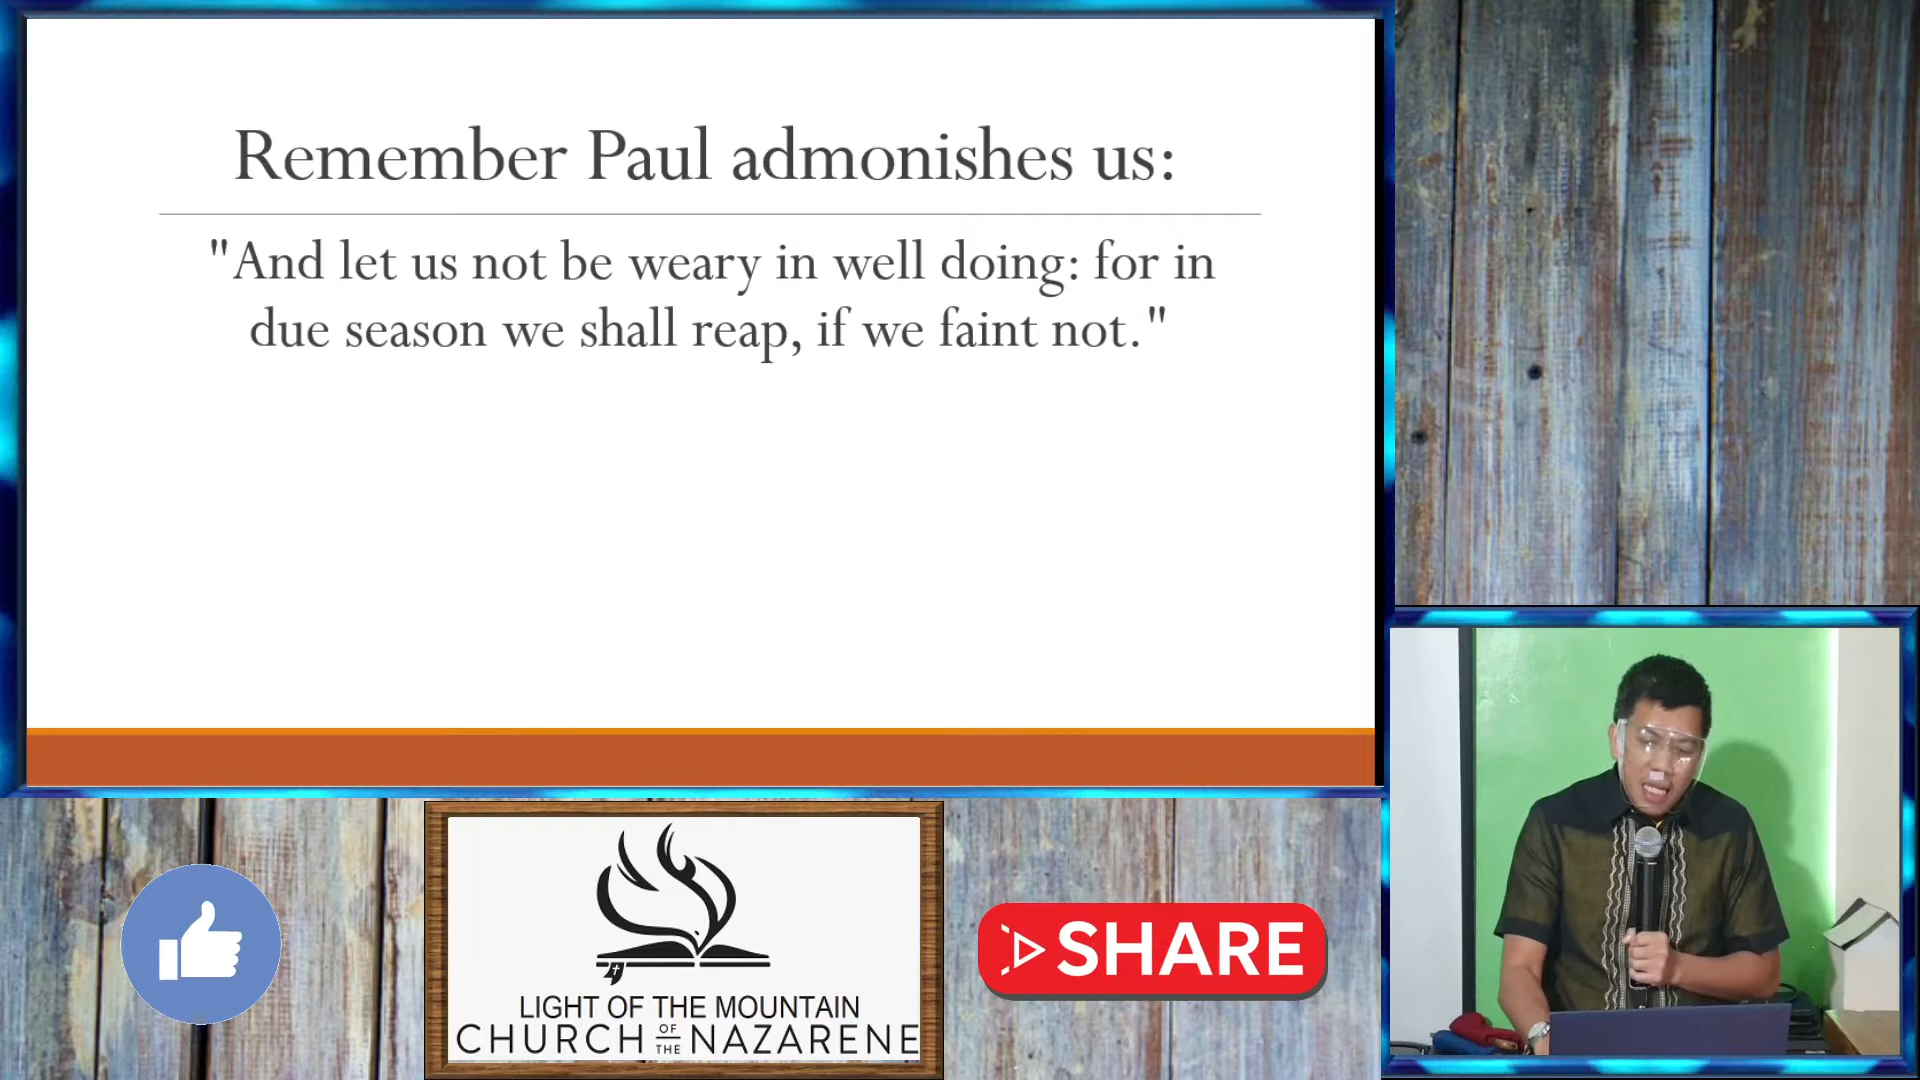 Remember Paul admonishes us:
"And let us not be weary in well doing: for in
due season we shall reap, if we faint not."
LIGHT OF THE MOUNTAIN
CHURCH OF THE NAZARENE
SHARE